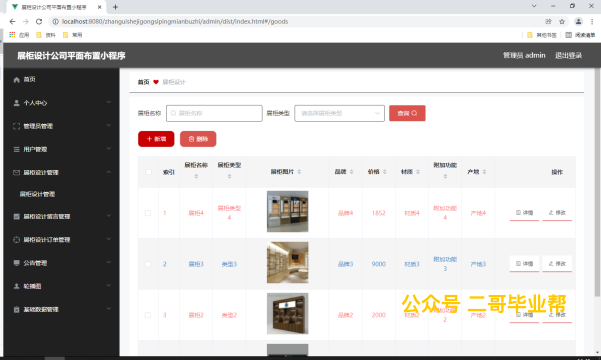 展柜设计公司平面布置小程序
localhost:8080/zhanguishejigongsipingmianbuzhi/admin/dist/index.html#/goods
应用 资料 常用 其他书签 阅读清单
展柜设计公司平面布置小程序 管理员 admin 退出登录
首页
个人中心
管理员管理
用户管理
展柜设计管理
展柜设计管理
展柜设计留言管理
展柜设计订单管理
公告管理
轮播图
基础数据管理
首页 展柜设计
展柜名称 展柜名称 展柜类型 请选择展柜类型 查询
新增 删除
索引 展柜名称 展柜类型 展柜图片 品牌 价格 材质 附加功能 产地 操作
1 展柜4 展柜类型4 品牌4 1852 材质4 附加功能4 产地4 详情 修改
2 展柜3 类型3 品牌3 9000 材质3 附加功能3 产地3 详情 修改
3 展柜2 类型2 品牌2 2000 材质2 附加功能2 产地2 详情 修改
公众号 二哥毕业帮